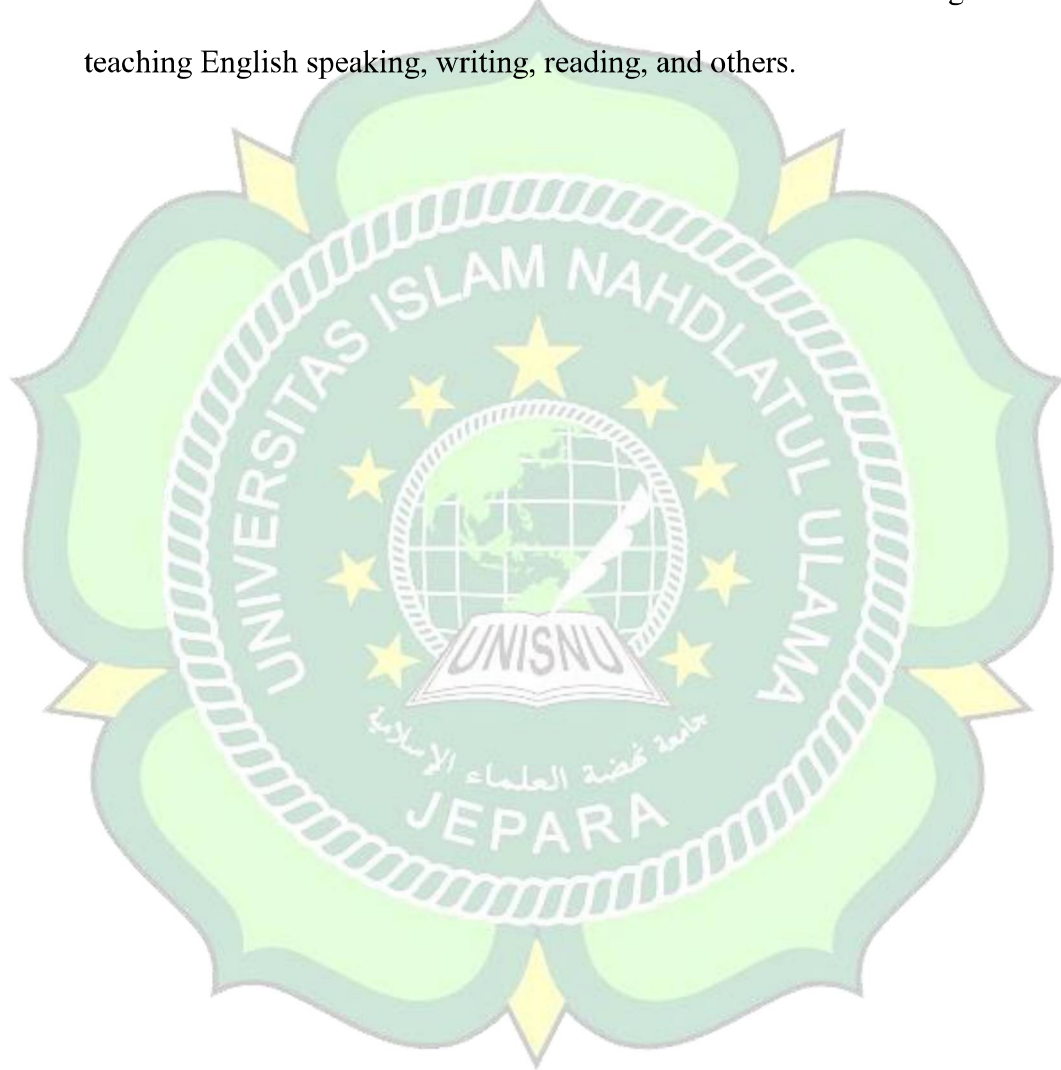 teaching English speaking, writing, reading, and others.
UNIVERSITAS ISLAM NAHDLATUL ULAMA
UNISNU
جامعة نهضة العلماء الإسلامية
JEPARA